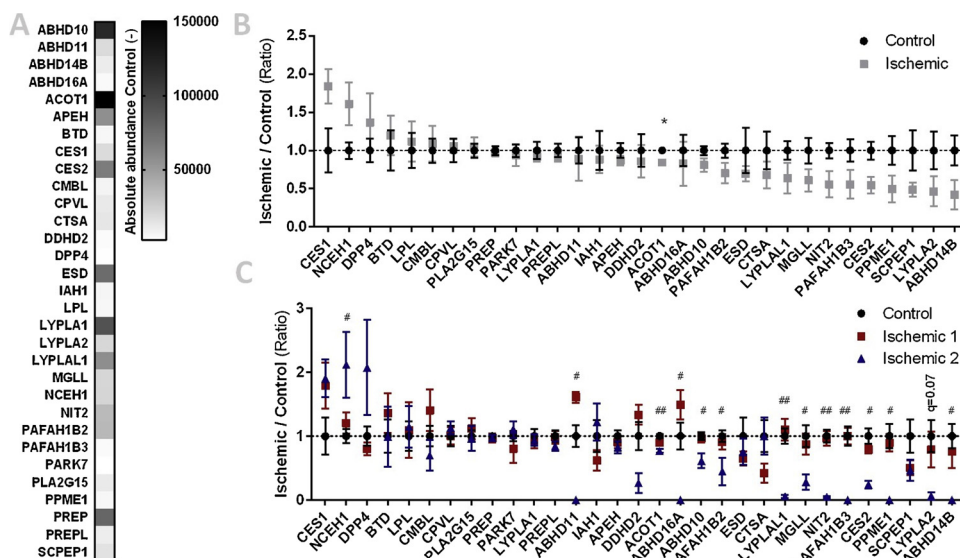 A
ABHD10
ABHD11
ABHD14B
ABHD16A
ACOT1
APEH
BTD
CES1
CES2
CMBL
CPVL
CTSA
DDHD2
DPP4
ESD
IAH1
LPL
LYPLA1
LYPLA2
LYPLAL1
MGLL
NCEH1
NIT2
PAFAH1B2
PAFAH1B3
PARK7
PLA2G15
PPME1
PREP
PREPL
SCPEP1
Absolute abundance Control (-)
150000
100000
50000
B
Ischemic / Control (Ratio)
2.5
2.0
1.5
1.0
0.5
0.0
Control
Ischemic
*
CES1
NCEH1
DPP4
BTD
LPL
CMBL
CPVL
PLA2G15
PREP
PARK7
LYPLA1
PREPL
ABHD11
IAH1
APEH
DDHD2
ACOT1
ABHD16A
ABHD10
PAFAH1B2
ESD
CTSA
LYPLAL1
MGLL
NIT2
PAFAH1B3
CES2
PPME1
SCPEP1
LYPLA2
ABHD14B
C
Ischemic / Control (Ratio)
3
2
1
0
Control
Ischemic 1
Ischemic 2
#
#
##
#
#
#
##
#
##
##
#
#
q=0.07
#
CES1
NCEH1
DPP4
BTD
LPL
CMBL
CPVL
PLA2G15
PREP
PARK7
LYPLA1
PREPL
ABHD11
IAH1
APEH
DDHD2
ACOT1
ABHD16A
ABHD10
PAFAH1B2
ESD
CTSA
LYPLAL1
MGLL
NIT2
PAFAH1B3
CES2
PPME1
SCPEP1
LYPLA2
ABHD14B